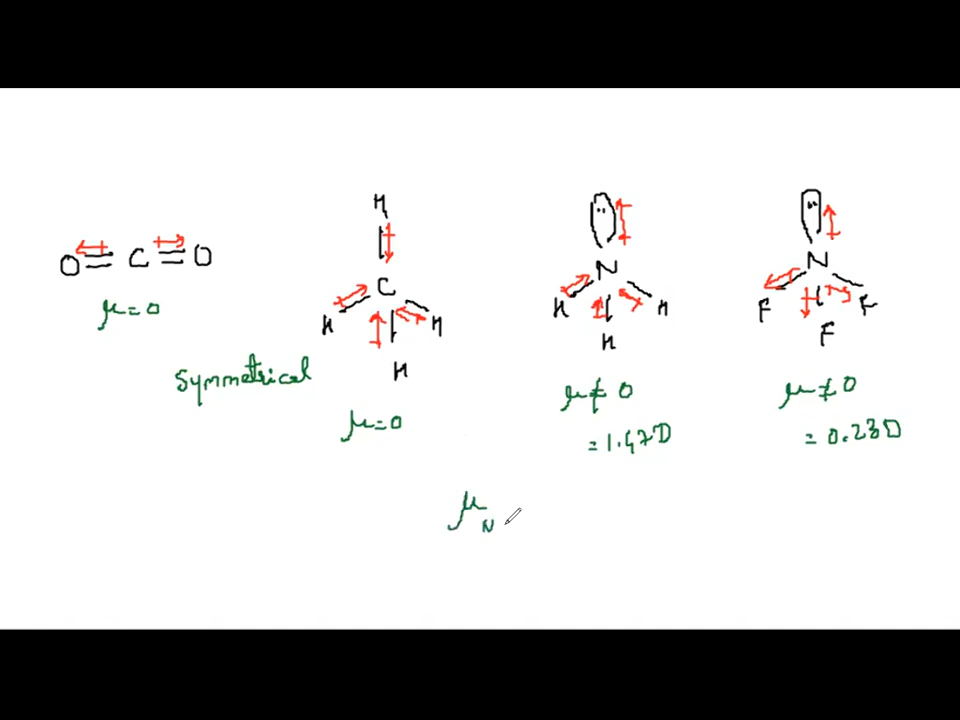 O = C = O
μ = 0
H
C
H H
H
Symmetrical
μ = 0
N
H H
H
μ ≠ 0
= 1.47D
N
F F
F
μ ≠ 0
= 0.23D
μN